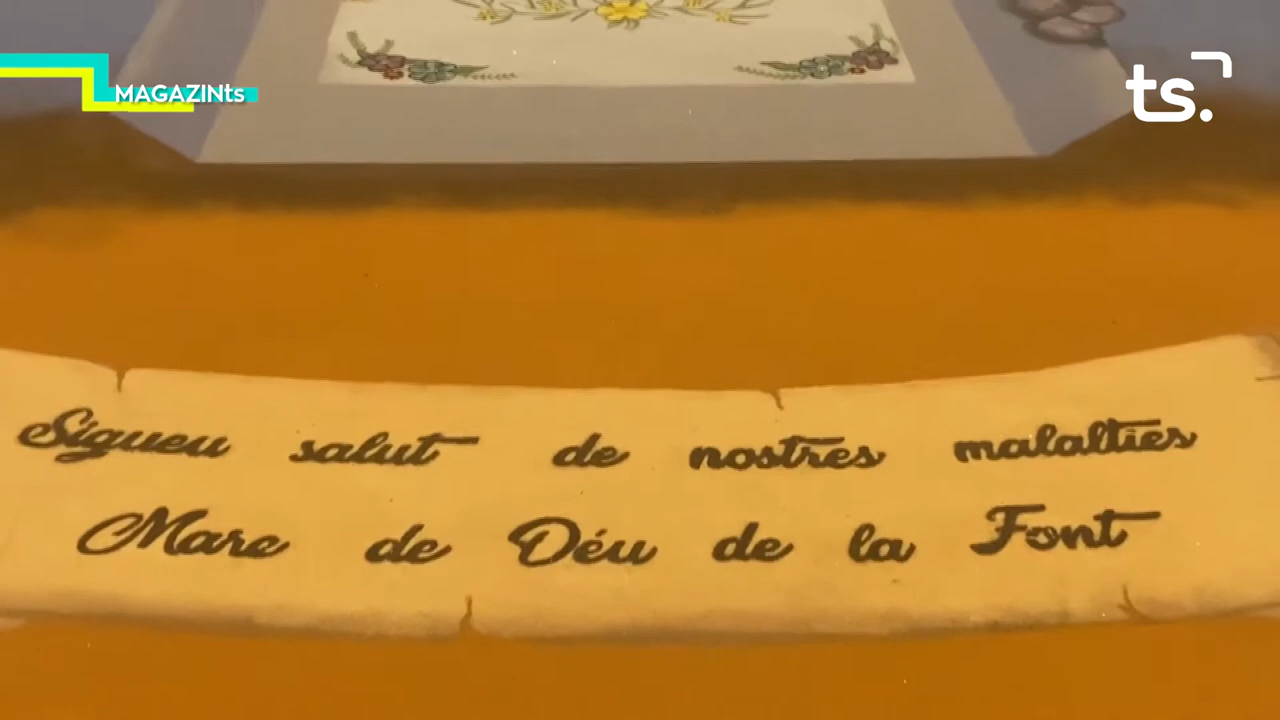 MAGAZINts
ts.
Sigueu salut de nostres malalties
Mare de Déu de la Font